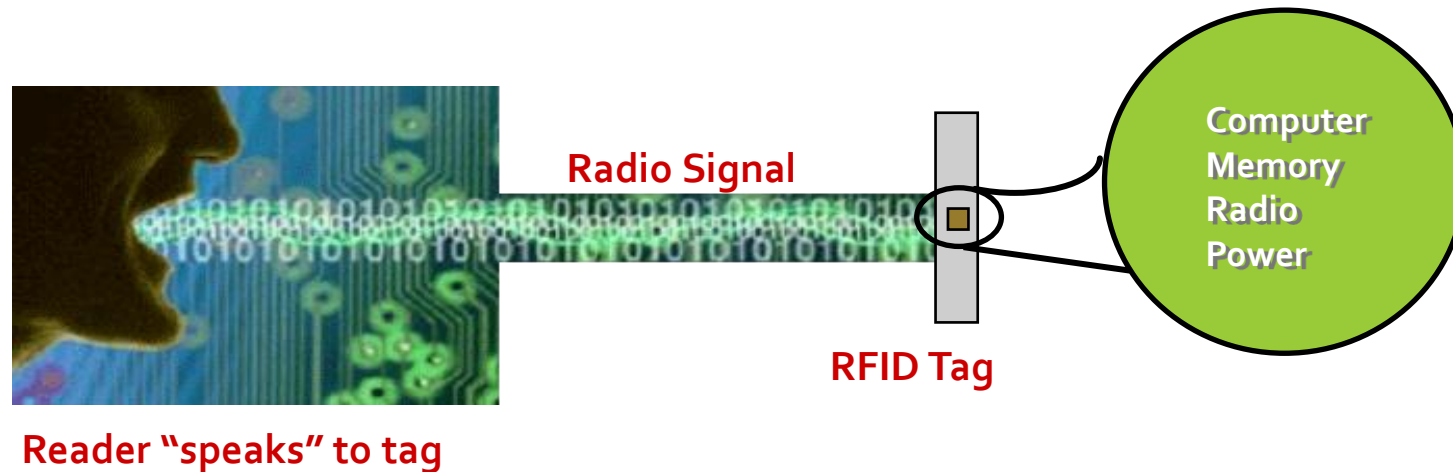 Computer
Memory
Radio
Power
Radio Signal
RFID Tag
Reader “speaks” to tag